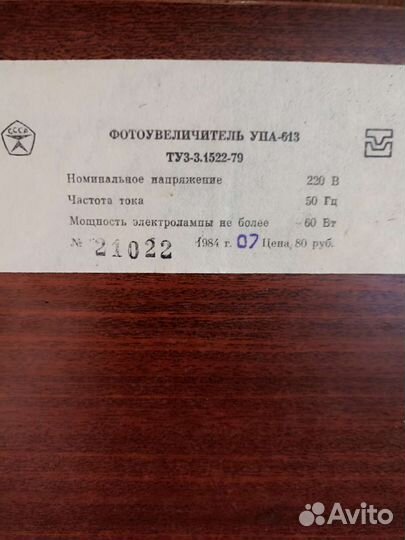 СССР
ФОТОУВЕЛИЧИТЕЛЬ УПА-613
ТУЗ-3.1522-79
Номинальное напряжение 220 В
Частота тока 50 Гц
Мощность электролампы не более 60 Вт
№ 21022 1984 г. 07 Цена, 80 руб.
Avito